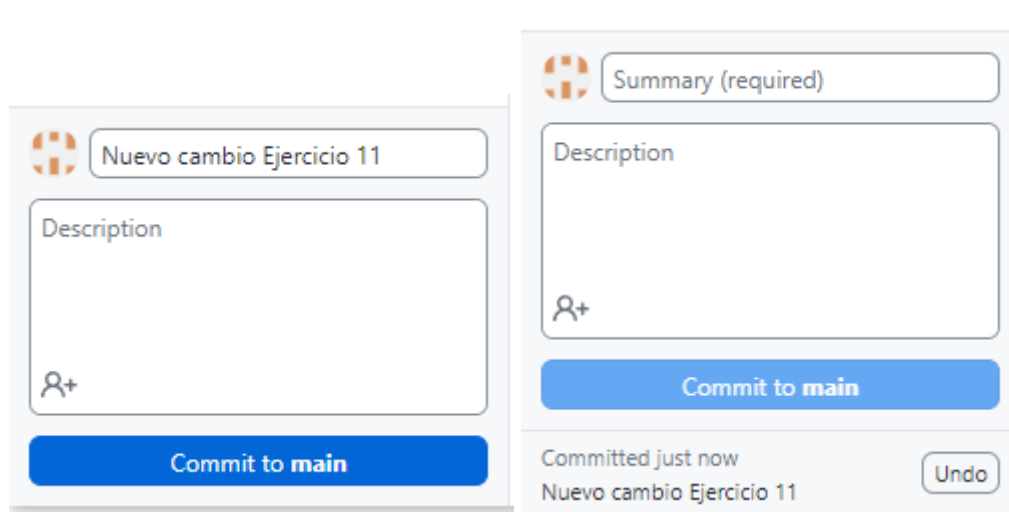 Nuevo cambio Ejercicio 11
Description
Commit to main
Summary (required)
Description
Commit to main
Committed just now
Nuevo cambio Ejercicio 11
Undo